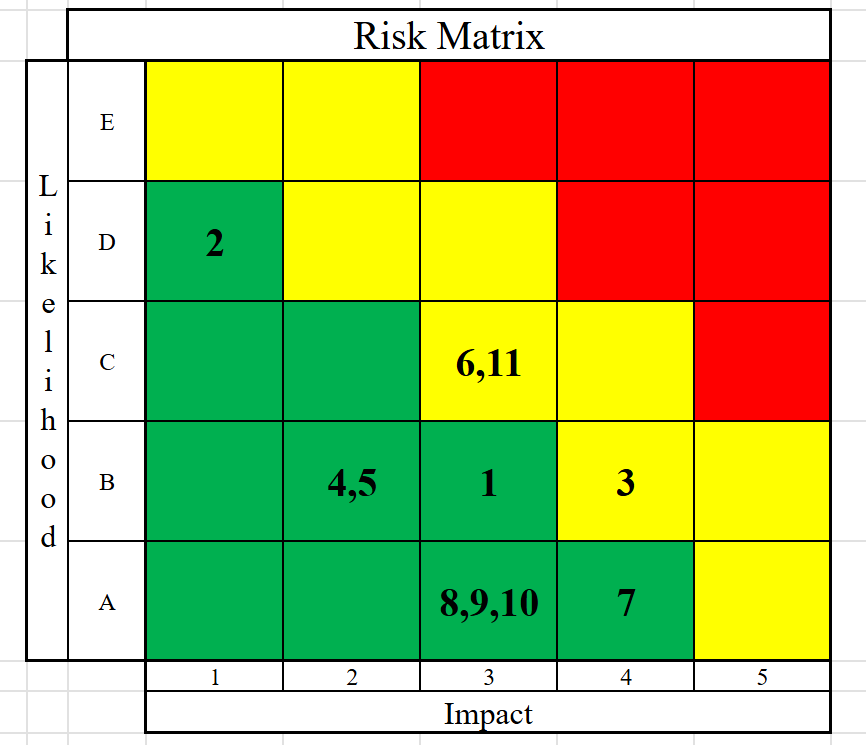 Risk Matrix
Likelihood
E
D
2
C
6,11
B
4,5
1
3
A
8,9,10
7
1
2
3
4
5
Impact